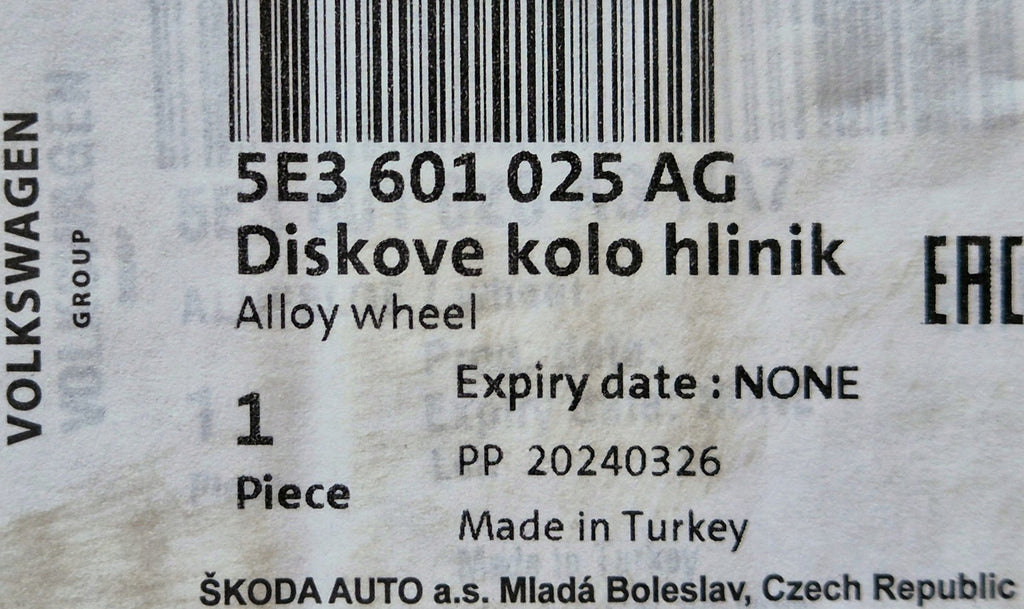 VOLKSWAGEN
GROUP
5E3 601 025 AG
Diskove kolo hlinik
Alloy wheel
EAC
Expiry date : NONE
1
PP 20240326
Piece
Made in Turkey
ŠKODA AUTO a.s. Mladá Boleslav, Czech Republic